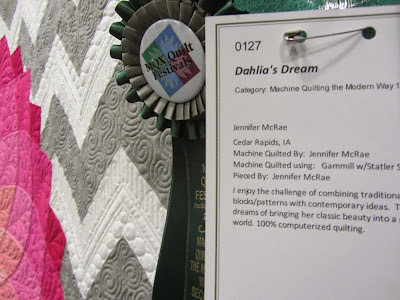 MQX Quilt
Festivals
0127
Dahlia's Dream
Category: Machine Quilting the Modern Way
Jennifer McRae
Cedar Rapids, IA
Machine Quilted By: Jennifer McRae
Machine Quilted using: Gammill w/Statler
Pieced By: Jennifer McRae
I enjoy the challenge of combining
blocks/patterns with contemporary ideas.
dreams of bringing her classic beauty into a
world. 100% computerized quilting.